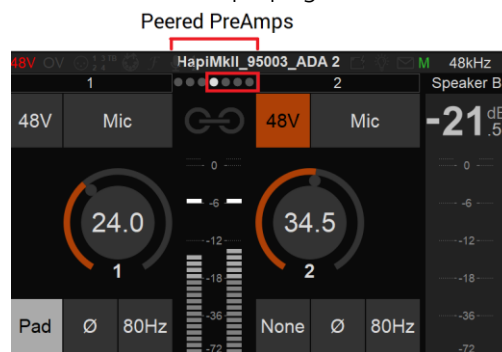 Peered PreAmps
48V OV HapiMkII_95003_ADA 2 M 48kHz
1 2 Speaker B
48V Mic 48V Mic -21 .5 dB
0 0
-6 -6
24.0 34.5
-12 -12
1 2
-18 -18
Pad Ø 80Hz -36 None Ø 80Hz -36
-72 -72